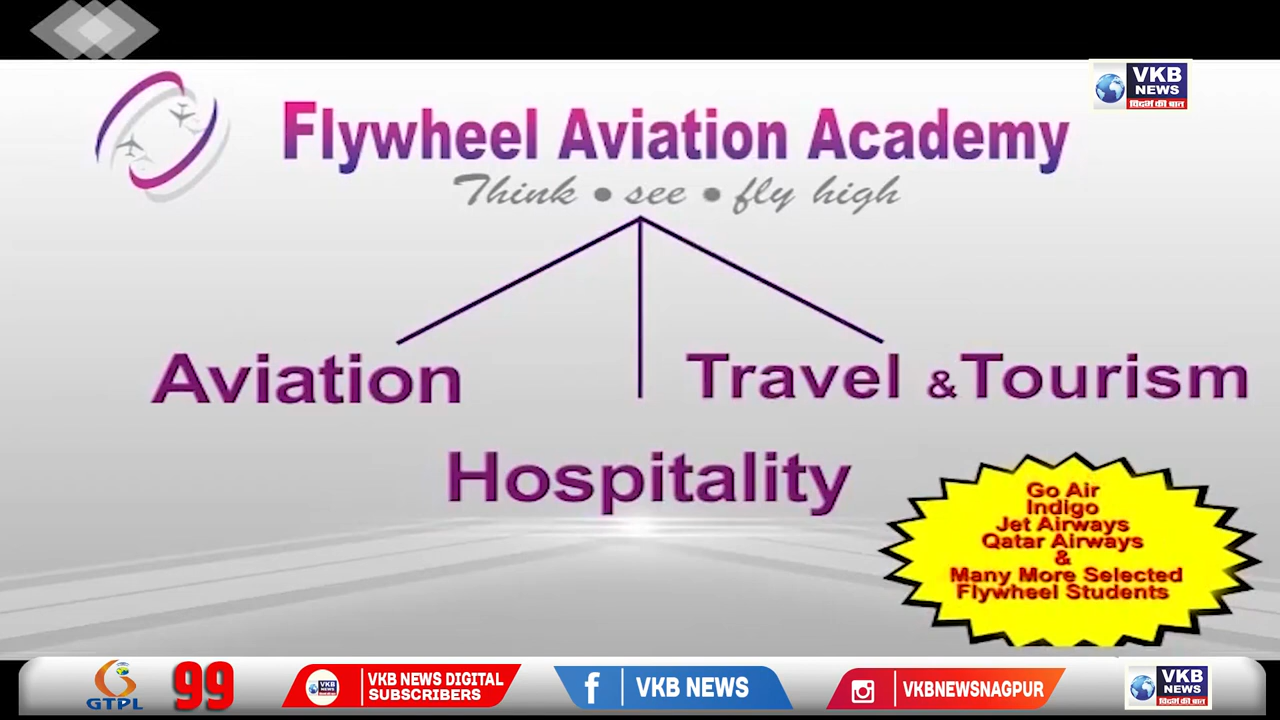 VKB
NEWS
विदर्भ की बात
Flywheel Aviation Academy
Think • see • fly high
Aviation
Travel & Tourism
Hospitality
Go Air
Indigo
Jet Airways
Qatar Airways
&
Many More Selected
Flywheel Students
GTPL
99
VKB
NEWS
VKB NEWS DIGITAL
SUBSCRIBERS
f
VKB NEWS
VKBNEWSNAGPUR
VKB
NEWS
विदर्भ की बात